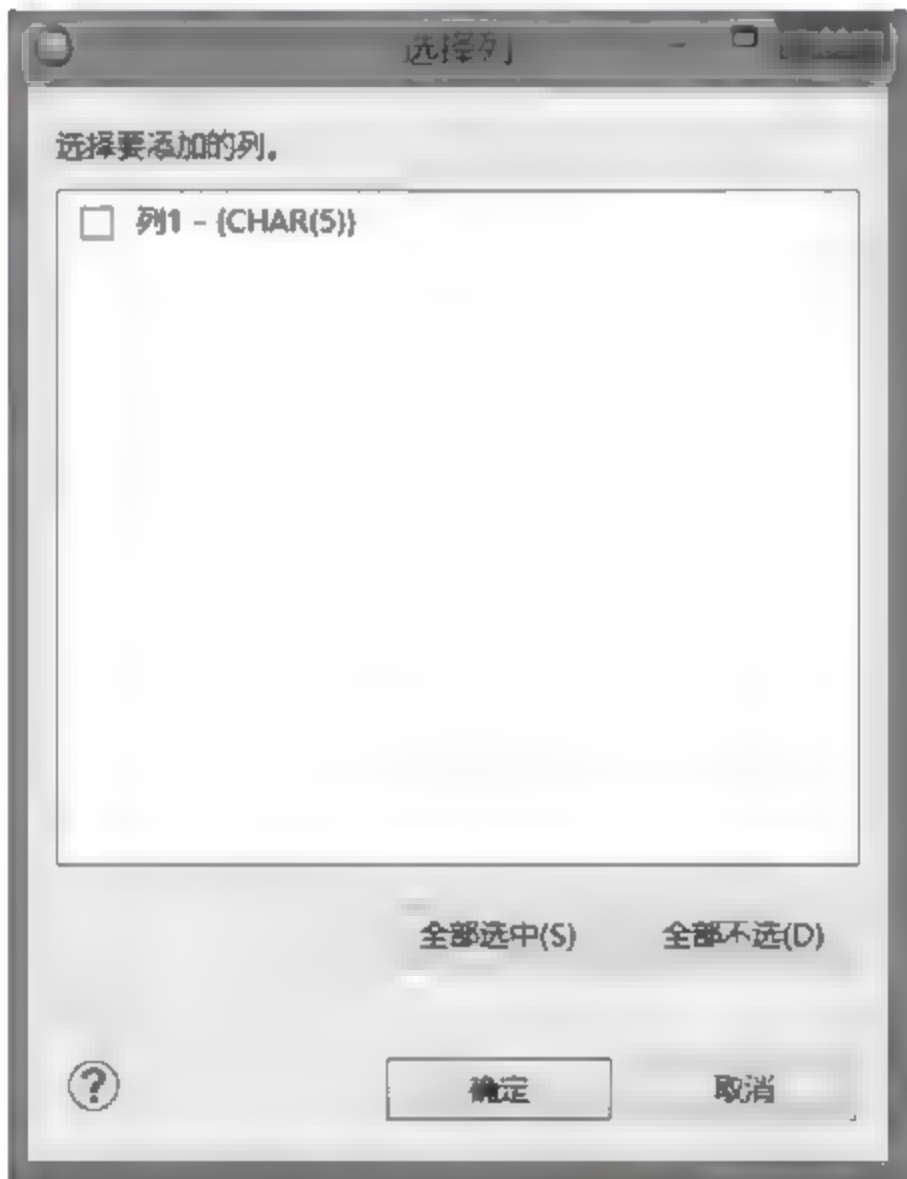 选择列
选择要添加的列。
列1 - {CHAR(5)}
全部选中(S) 全部不选(D)
确定 取消